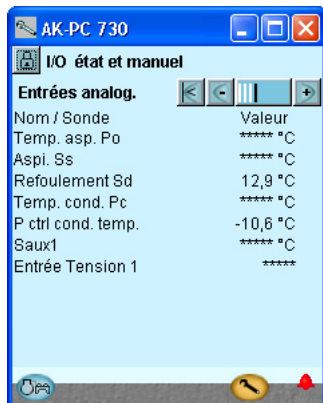 AK-PC 730
I/O état et manuel
Entrées analog.
Nom / Sonde Valeur
Temp. asp. Po ***** °C
Aspi. Ss ***** °C
Refoulement Sd 12,9 °C
Temp. cond. Pc ***** °C
P ctrl cond. temp. -10,6 °C
Saux1 ***** °C
Entrée Tension 1 *****